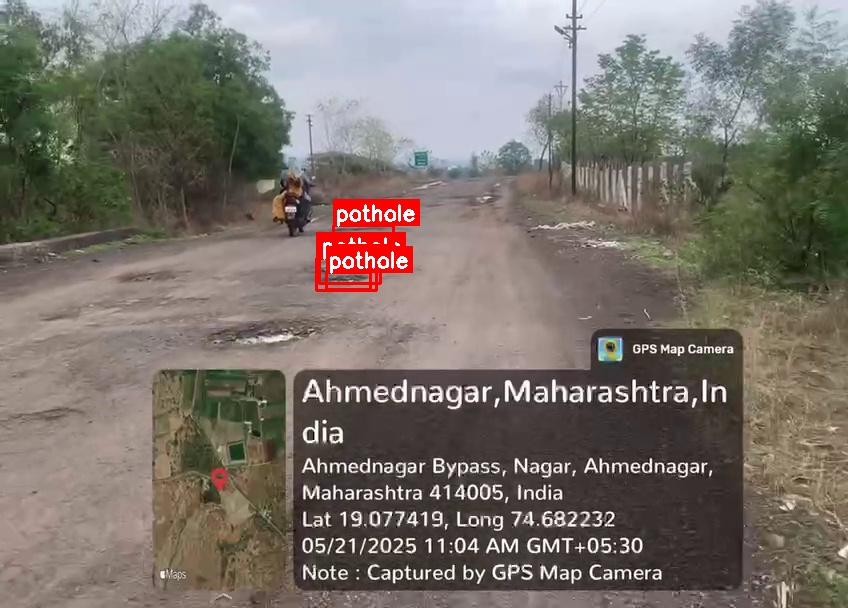 pothole
pothole
pothole
GPS Map Camera
Ahmednagar,Maharashtra,In
dia
Ahmednagar Bypass, Nagar, Ahmednagar,
Maharashtra 414005, India
Lat 19.077419, Long 74.682232
05/21/2025 11:04 AM GMT+05:30
Note : Captured by GPS Map Camera
Maps